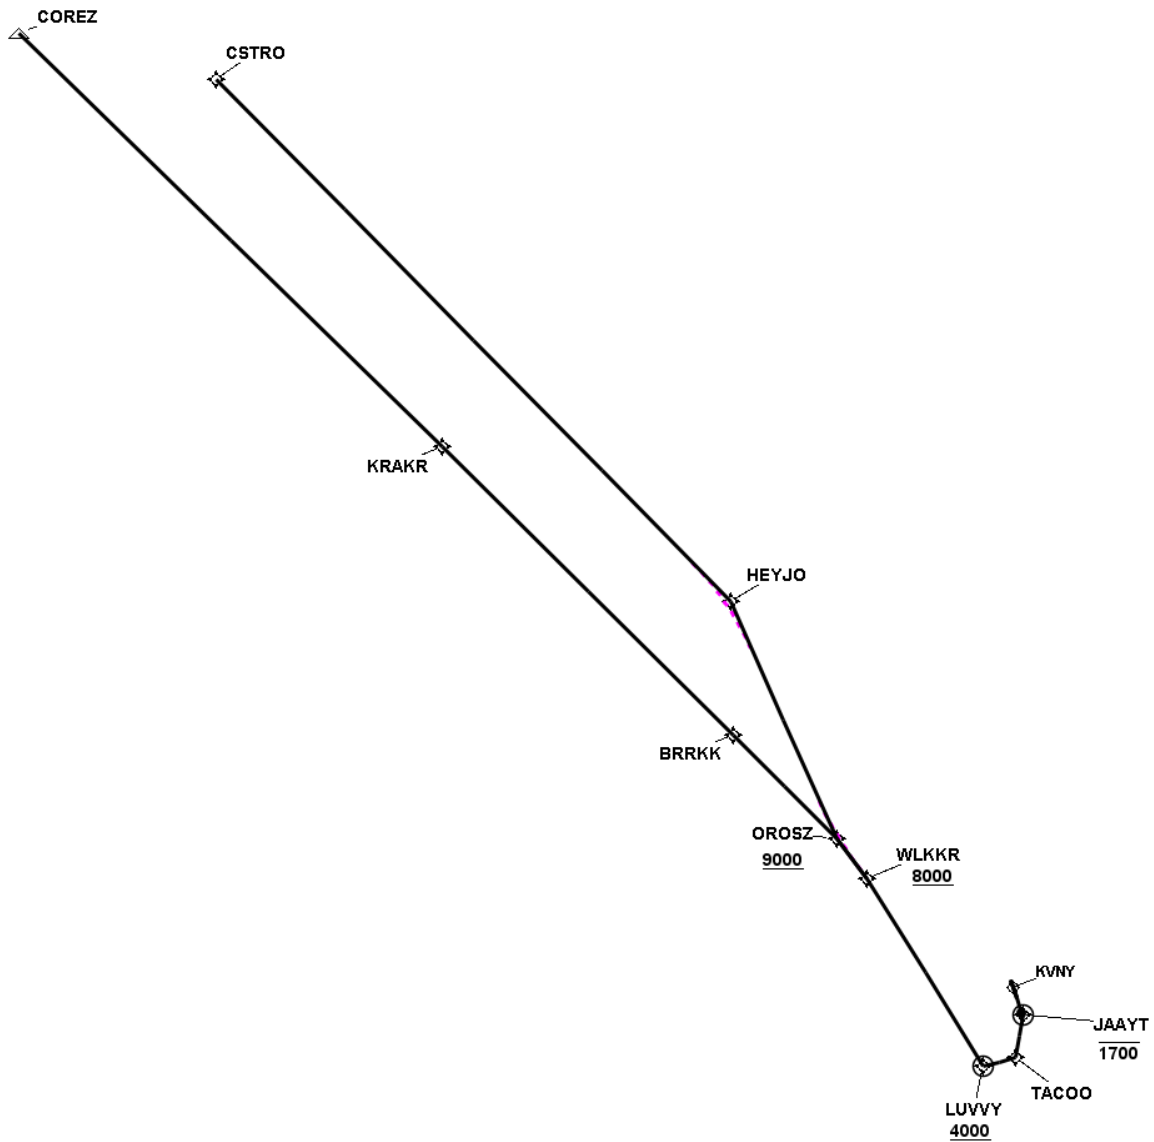 COREZ
CSTRO
KRAKR
HEYJO
BRRKK
OROSZ
9000
WLKKR
8000
KVNY
JAAYT
1700
TACOO
LUVVY
4000